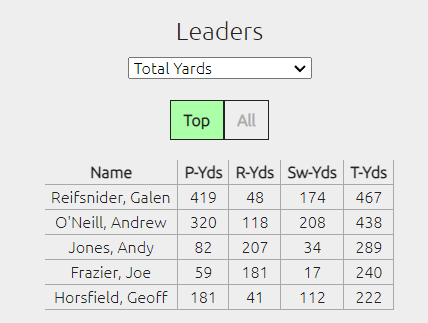 Leaders
Total Yards
Top All
Name P-Yds R-Yds Sw-Yds T-Yds
Reifsnider, Galen 419 48 174 467
O'Neill, Andrew 320 118 208 438
Jones, Andy 82 207 34 289
Frazier, Joe 59 181 17 240
Horsfield, Geoff 181 41 112 222